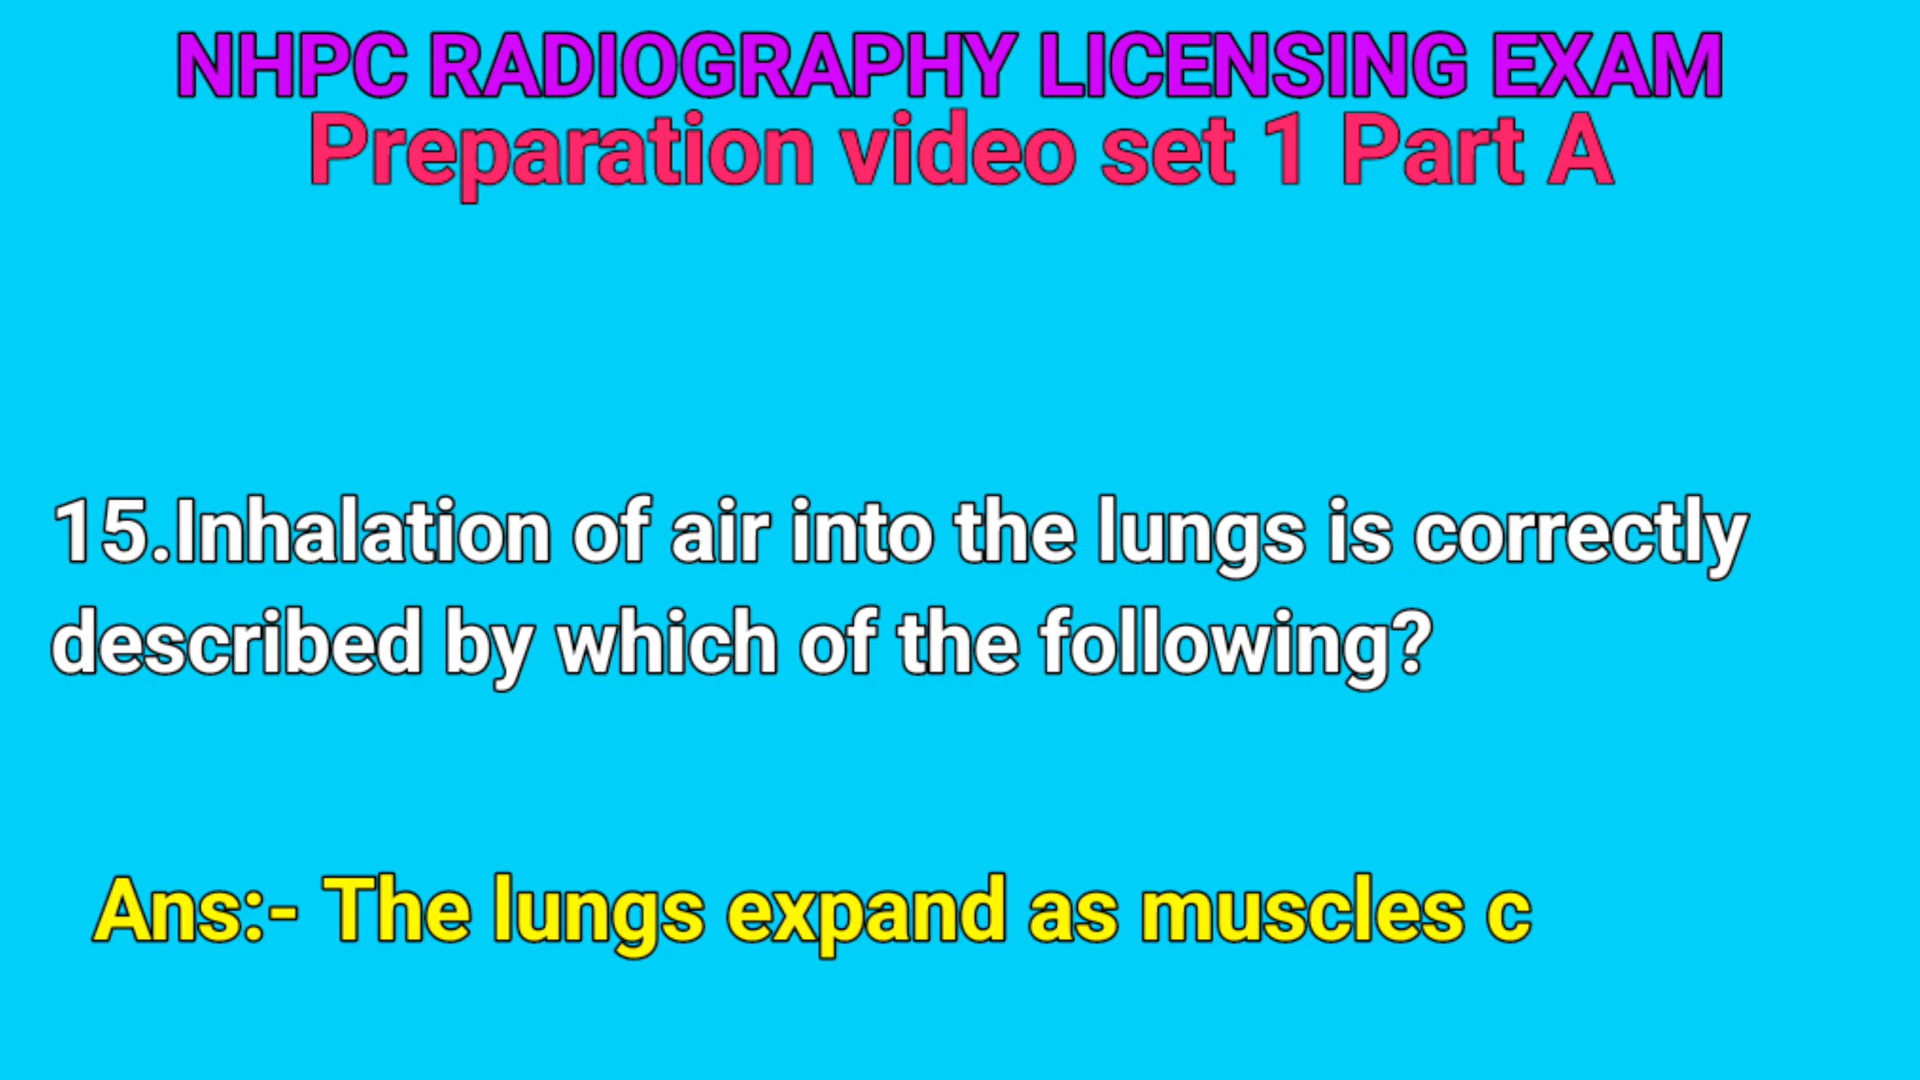 NHPC RADIOGRAPHY LICENSING EXAM
Preparation video set 1 Part A
15.Inhalation of air into the lungs is correctly
described by which of the following?
Ans:- The lungs expand as muscles c